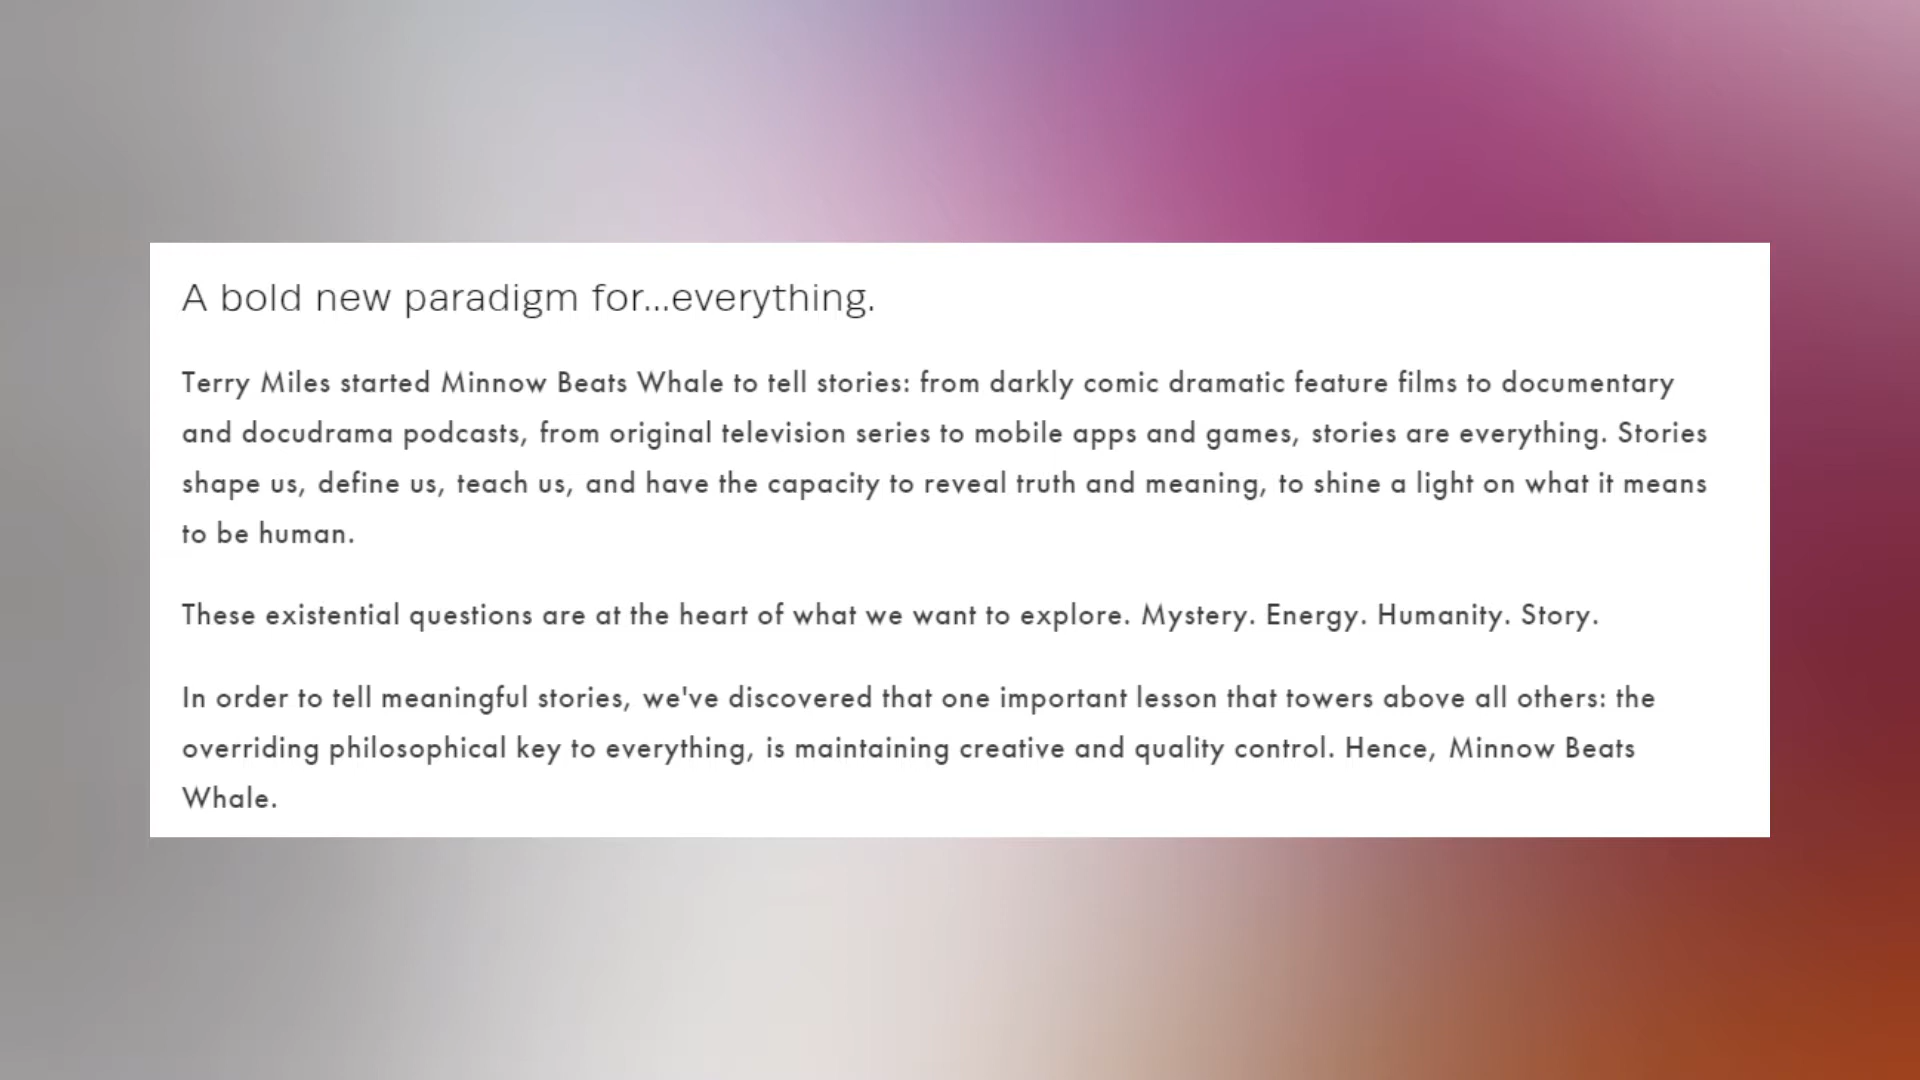 A bold new paradigm for...everything.
Terry Miles started Minnow Beats Whale to tell stories: from darkly comic dramatic feature films to documentary
and docudrama podcasts, from original television series to mobile apps and games, stories are everything. Stories
shape us, define us, teach us, and have the capacity to reveal truth and meaning, to shine a light on what it means
to be human.
These existential questions are at the heart of what we want to explore. Mystery. Energy. Humanity. Story.
In order to tell meaningful stories, we've discovered that one important lesson that towers above all others: the
overriding philosophical key to everything, is maintaining creative and quality control. Hence, Minnow Beats
Whale.